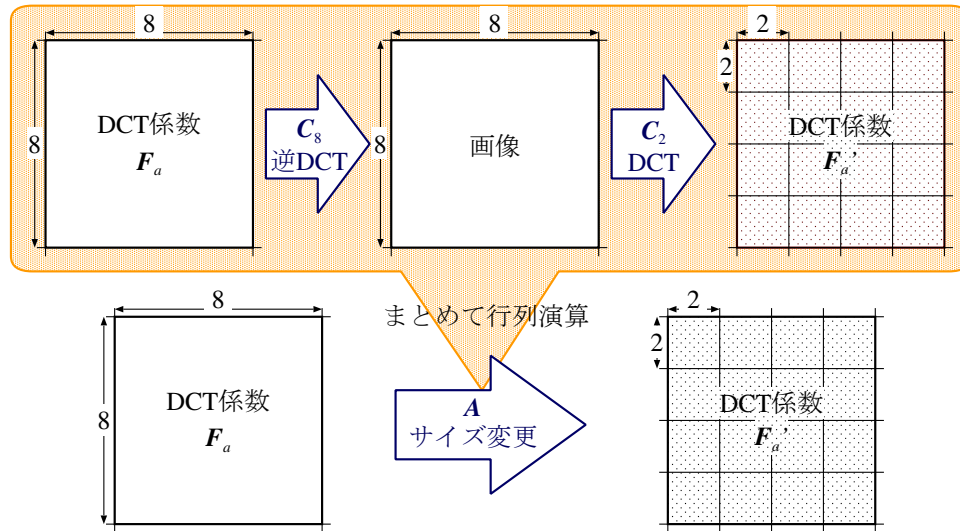 8
8
2
8
8
2
DCT係数
F_a
C_8
逆DCT
画像
C_2
DCT
DCT係数
F_a’
まとめて行列演算
8
8
2
2
DCT係数
F_a
A
サイズ変更
DCT係数
F_a’